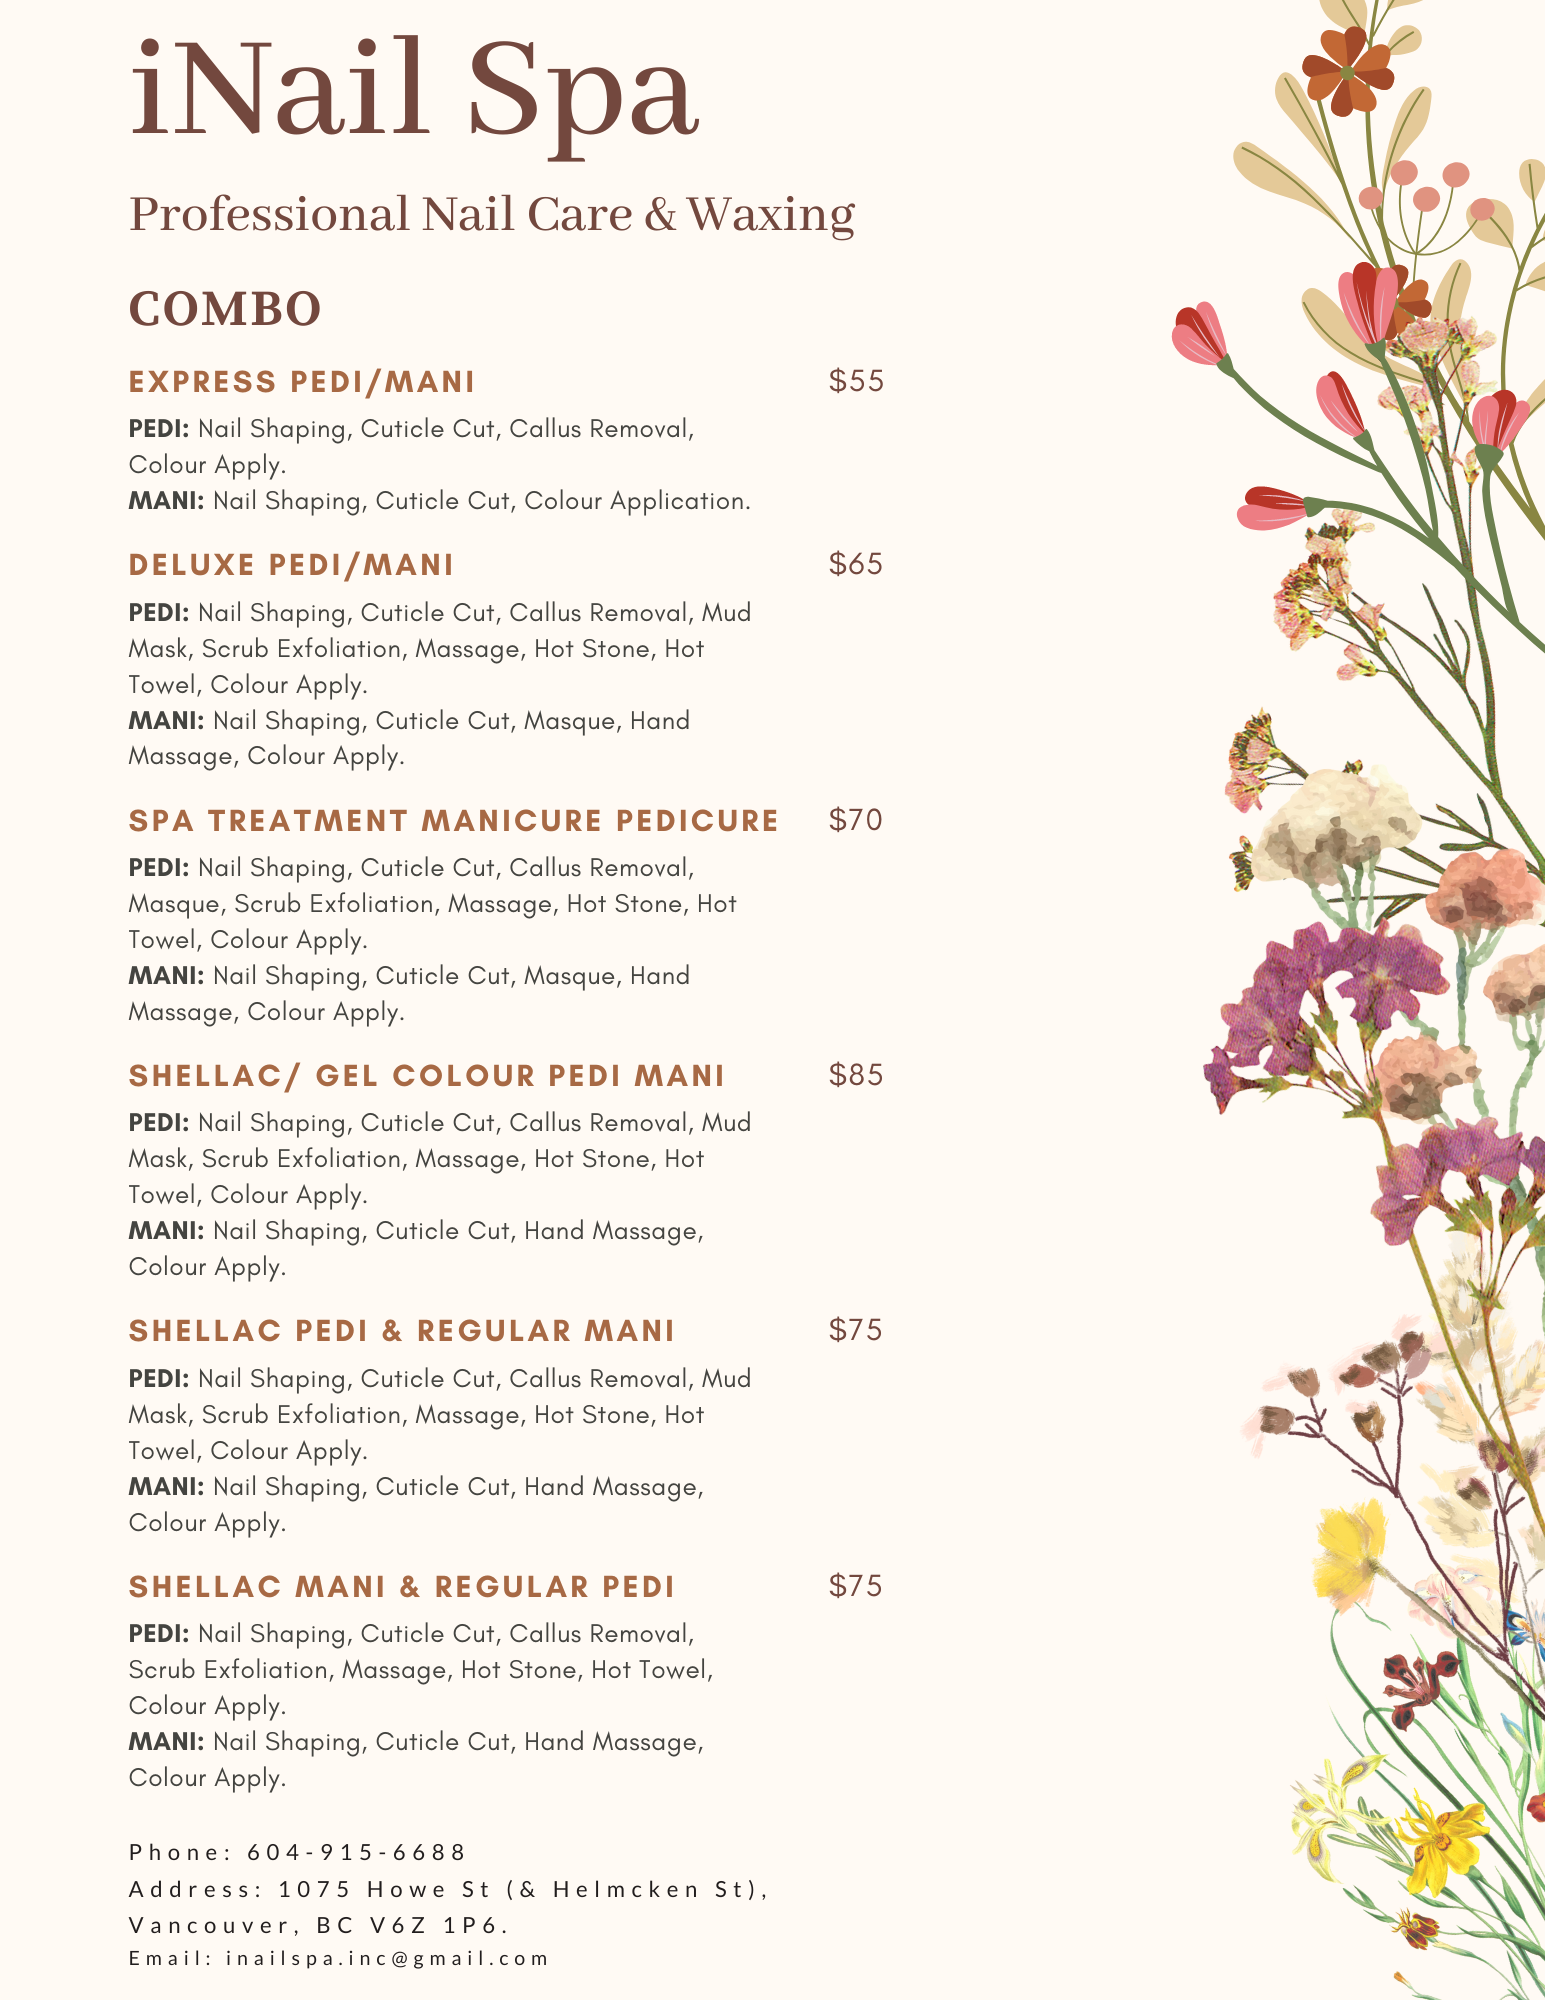 iNail Spa
Professional Nail Care & Waxing
COMBO
EXPRESS PEDI/MANI $55
PEDI: Nail Shaping, Cuticle Cut, Callus Removal,
Colour Apply.
MANI: Nail Shaping, Cuticle Cut, Colour Application.
DELUXE PEDI/MANI $65
PEDI: Nail Shaping, Cuticle Cut, Callus Removal, Mud
Mask, Scrub Exfoliation, Massage, Hot Stone, Hot
Towel, Colour Apply.
MANI: Nail Shaping, Cuticle Cut, Masque, Hand
Massage, Colour Apply.
SPA TREATMENT MANICURE PEDICURE $70
PEDI: Nail Shaping, Cuticle Cut, Callus Removal,
Masque, Scrub Exfoliation, Massage, Hot Stone, Hot
Towel, Colour Apply.
MANI: Nail Shaping, Cuticle Cut, Masque, Hand
Massage, Colour Apply.
SHELLAC/ GEL COLOUR PEDI MANI $85
PEDI: Nail Shaping, Cuticle Cut, Callus Removal, Mud
Mask, Scrub Exfoliation, Massage, Hot Stone, Hot
Towel, Colour Apply.
MANI: Nail Shaping, Cuticle Cut, Hand Massage,
Colour Apply.
SHELLAC PEDI & REGULAR MANI $75
PEDI: Nail Shaping, Cuticle Cut, Callus Removal, Mud
Mask, Scrub Exfoliation, Massage, Hot Stone, Hot
Towel, Colour Apply.
MANI: Nail Shaping, Cuticle Cut, Hand Massage,
Colour Apply.
SHELLAC MANI & REGULAR PEDI $75
PEDI: Nail Shaping, Cuticle Cut, Callus Removal,
Scrub Exfoliation, Massage, Hot Stone, Hot Towel,
Colour Apply.
MANI: Nail Shaping, Cuticle Cut, Hand Massage,
Colour Apply.
Phone: 604-915-6688
Address: 1075 Howe St (& Helmcken St),
Vancouver, BC V6Z 1P6.
Email: inailspa.inc@gmail.com